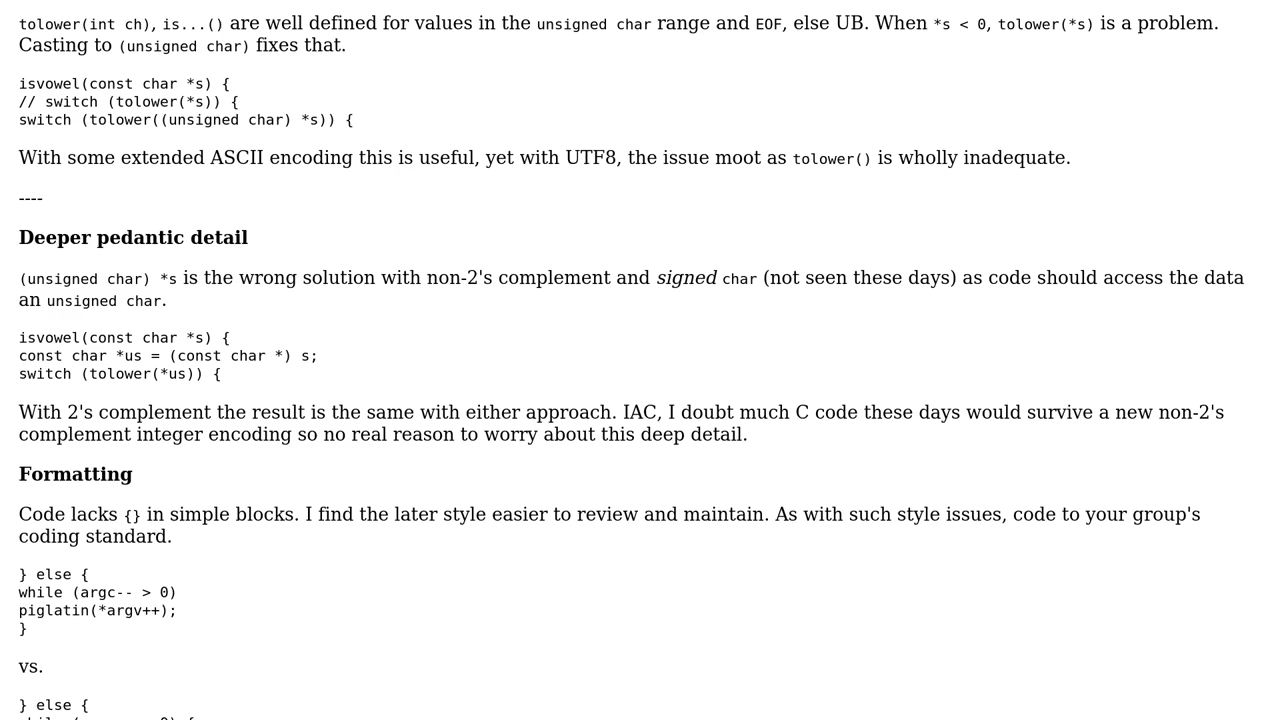 tolower(int ch), is...() are well defined for values in the unsigned char range and EOF, else UB. When *s < 0, tolower(*s) is a problem.
Casting to (unsigned char) fixes that.
isvowel(const char *s) {
// switch (tolower(*s)) {
switch (tolower((unsigned char) *s)) {
With some extended ASCII encoding this is useful, yet with UTF8, the issue moot as tolower() is wholly inadequate.
----
Deeper pedantic detail
(unsigned char) *s is the wrong solution with non-2's complement and signed char (not seen these days) as code should access the data
an unsigned char.
isvowel(const char *s) {
const char *us = (const char *) s;
switch (tolower(*us)) {
With 2's complement the result is the same with either approach. IAC, I doubt much C code these days would survive a new non-2's
complement integer encoding so no real reason to worry about this deep detail.
Formatting
Code lacks {} in simple blocks. I find the later style easier to review and maintain. As with such style issues, code to your group's
coding standard.
} else {
while (argc-- > 0)
piglatin(*argv++);
}
vs.
} else {